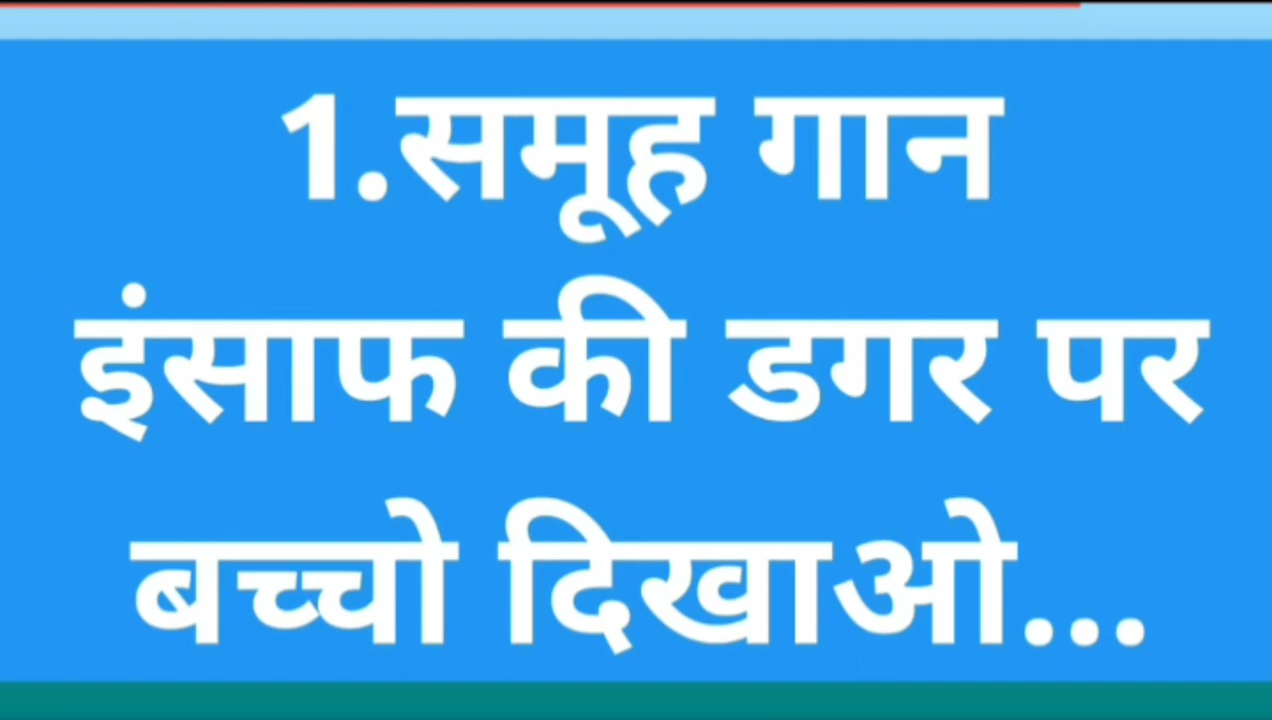 1.समूह गान
इंसाफ की डगर पर
बच्चो दिखाओ...